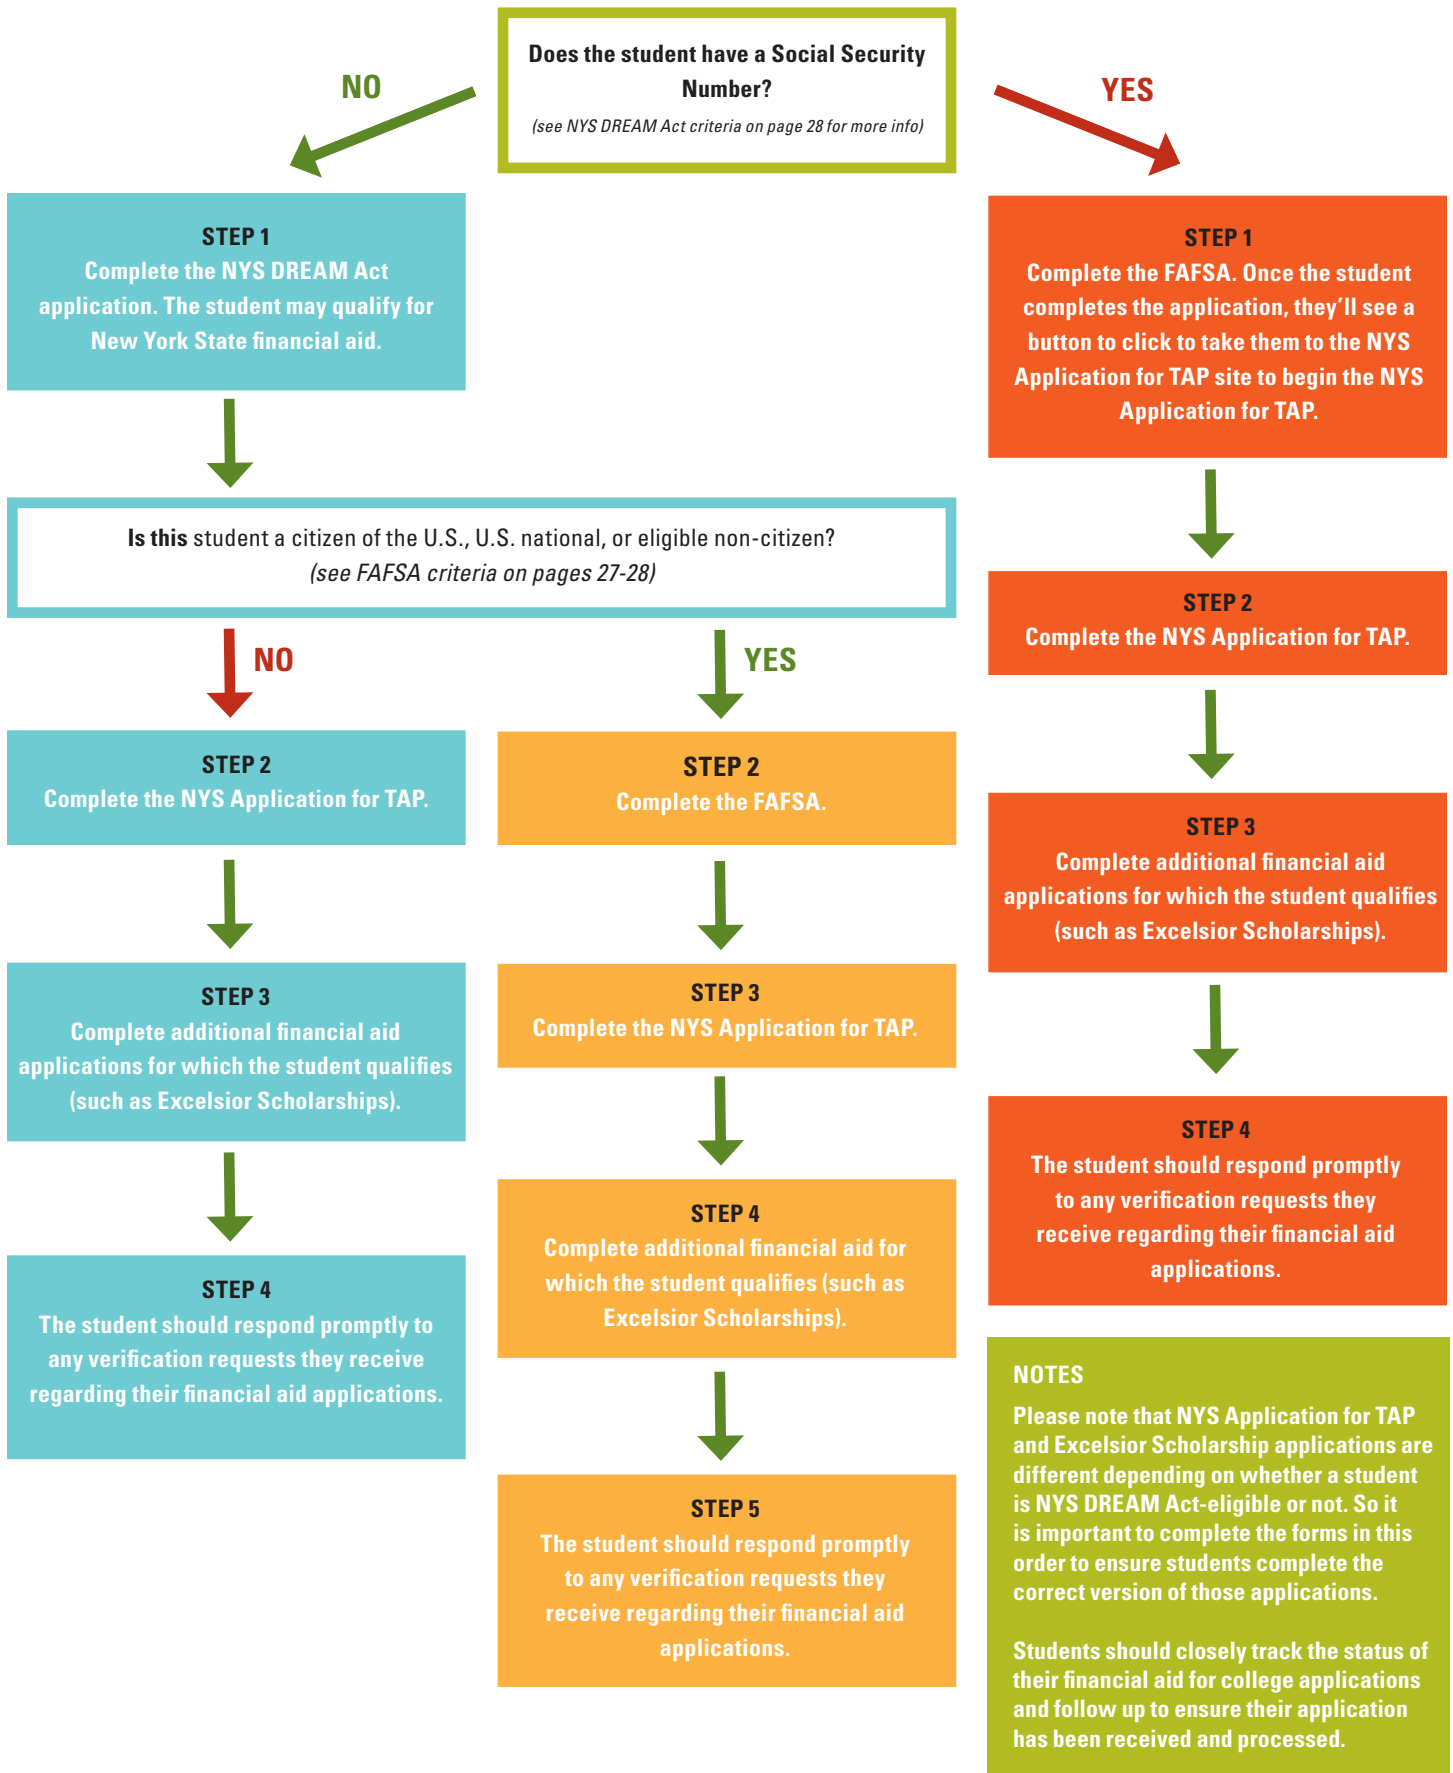 Does the student have a Social Security
Number?
(see NYS DREAM Act criteria on page 28 for more info)
NO
YES
STEP 1
Complete the NYS DREAM Act
application. The student may qualify for
New York State financial aid.
Is this student a citizen of the U.S., U.S. national, or eligible non-citizen?
(see FAFSA criteria on pages 27-28)
NO
YES
STEP 2
Complete the NYS Application for TAP.
STEP 3
Complete additional financial aid
applications for which the student qualifies
(such as Excelsior Scholarships).
STEP 4
The student should respond promptly to
any verification requests they receive
regarding their financial aid applications.
STEP 2
Complete the FAFSA.
STEP 3
Complete the NYS Application for TAP.
STEP 4
Complete additional financial aid for
which the student qualifies (such as
Excelsior Scholarships).
STEP 5
The student should respond promptly
to any verification requests they
receive regarding their financial aid
applications.
STEP 1
Complete the FAFSA. Once the student
completes the application, they’ll see a
button to click to take them to the NYS
Application for TAP site to begin the NYS
Application for TAP.
STEP 2
Complete the NYS Application for TAP.
STEP 3
Complete additional financial aid
applications for which the student qualifies
(such as Excelsior Scholarships).
STEP 4
The student should respond promptly
to any verification requests they
receive regarding their financial aid
applications.
NOTES
Please note that NYS Application for TAP
and Excelsior Scholarship applications are
different depending on whether a student
is NYS DREAM Act-eligible or not. So it
is important to complete the forms in this
order to ensure students complete the
correct version of those applications.
Students should closely track the status of
their financial aid for college applications
and follow up to ensure their application
has been received and processed.